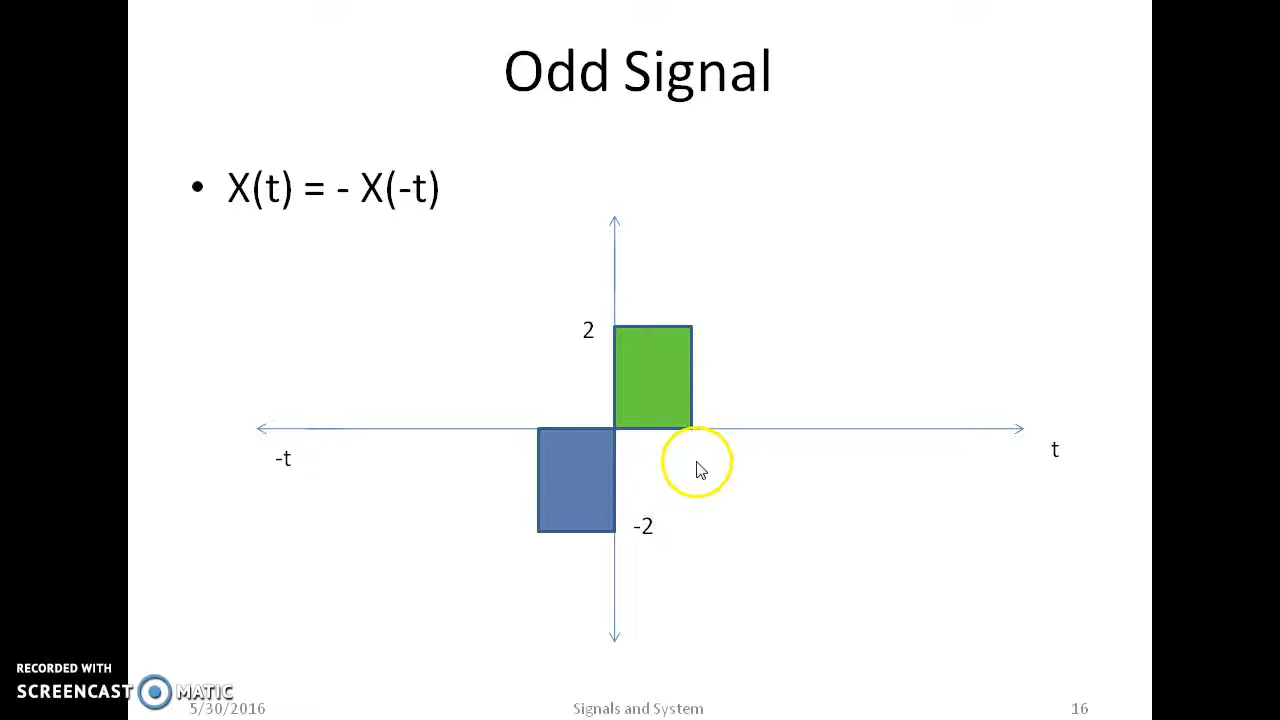 Odd Signal
• X(t) = - X(-t)
2
-t
t
-2
RECORDED WITH
SCREENCAST MATIC
5/30/2016
Signals and System
16